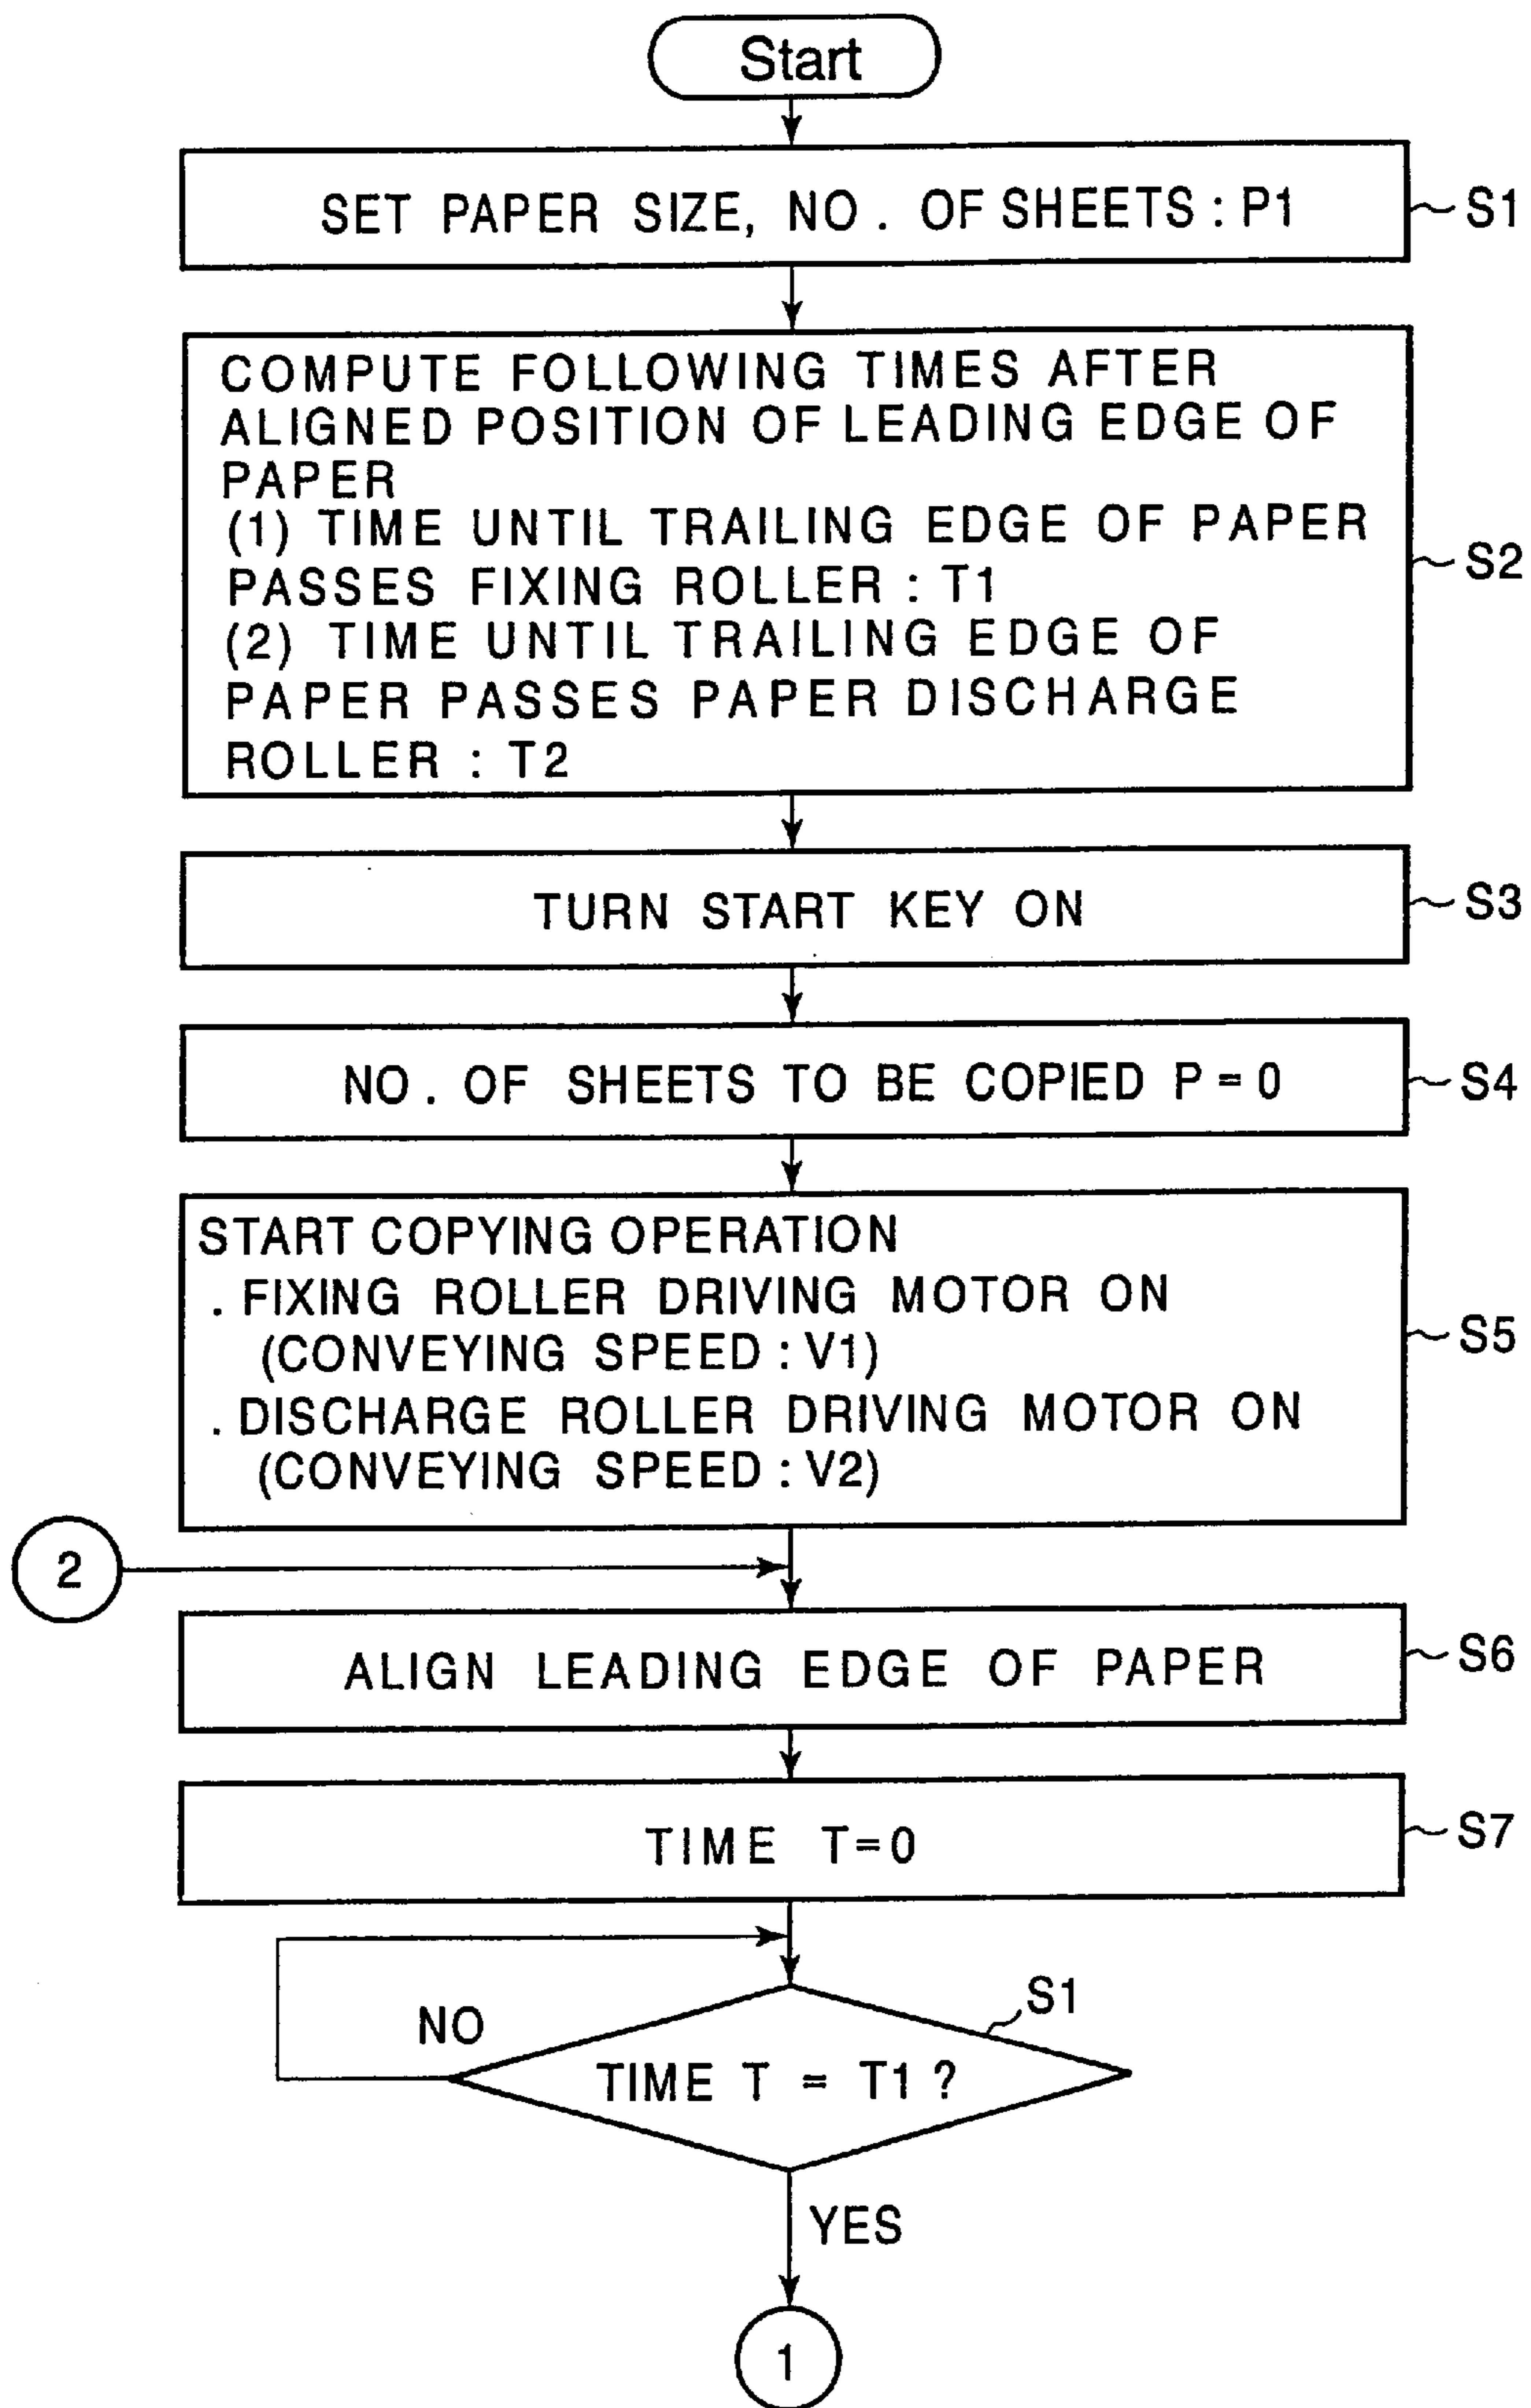 Start
SET PAPER SIZE, NO. OF SHEETS : P1
S1
COMPUTE FOLLOWING TIMES AFTER
ALIGNED POSITION OF LEADING EDGE OF
PAPER
(1) TIME UNTIL TRAILING EDGE OF PAPER
PASSES FIXING ROLLER : T1
(2) TIME UNTIL TRAILING EDGE OF
PAPER PASSES PAPER DISCHARGE
ROLLER : T2
S2
TURN START KEY ON
S3
NO. OF SHEETS TO BE COPIED P = 0
S4
START COPYING OPERATION
. FIXING ROLLER DRIVING MOTOR ON
(CONVEYING SPEED : V1)
. DISCHARGE ROLLER DRIVING MOTOR ON
(CONVEYING SPEED : V2)
S5
2
ALIGN LEADING EDGE OF PAPER
S6
TIME T=0
S7
NO
S1
TIME T = T1 ?
YES
1